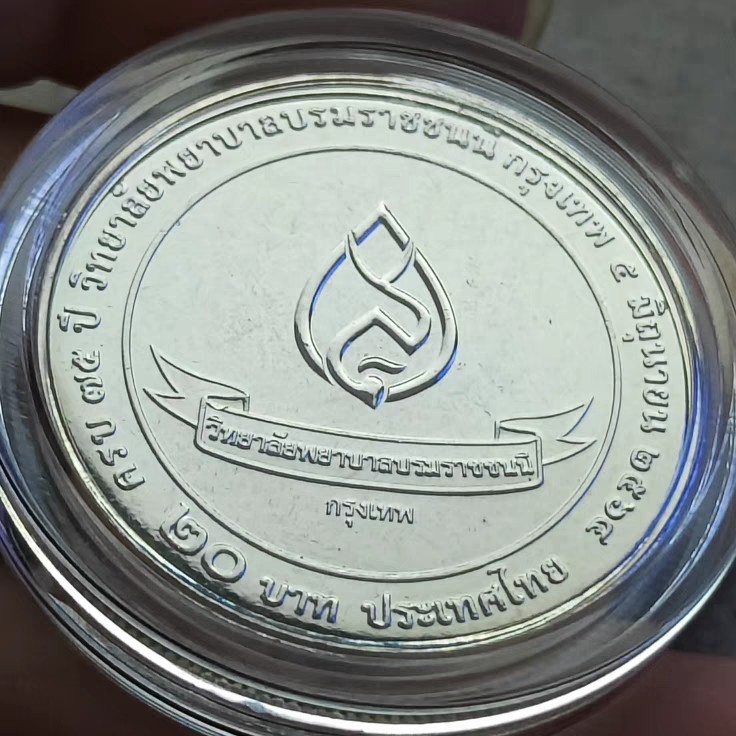 ครบ ๗๕ ปี วิทยาลัยพยาบาลบรมราชชนนี กรุงเทพ ๕ มิถุนายน ๒๕๖๔
วิทยาลัยพยาบาลบรมราชชนนี
กรุงเทพ
๒๐ บาท ประเทศไทย